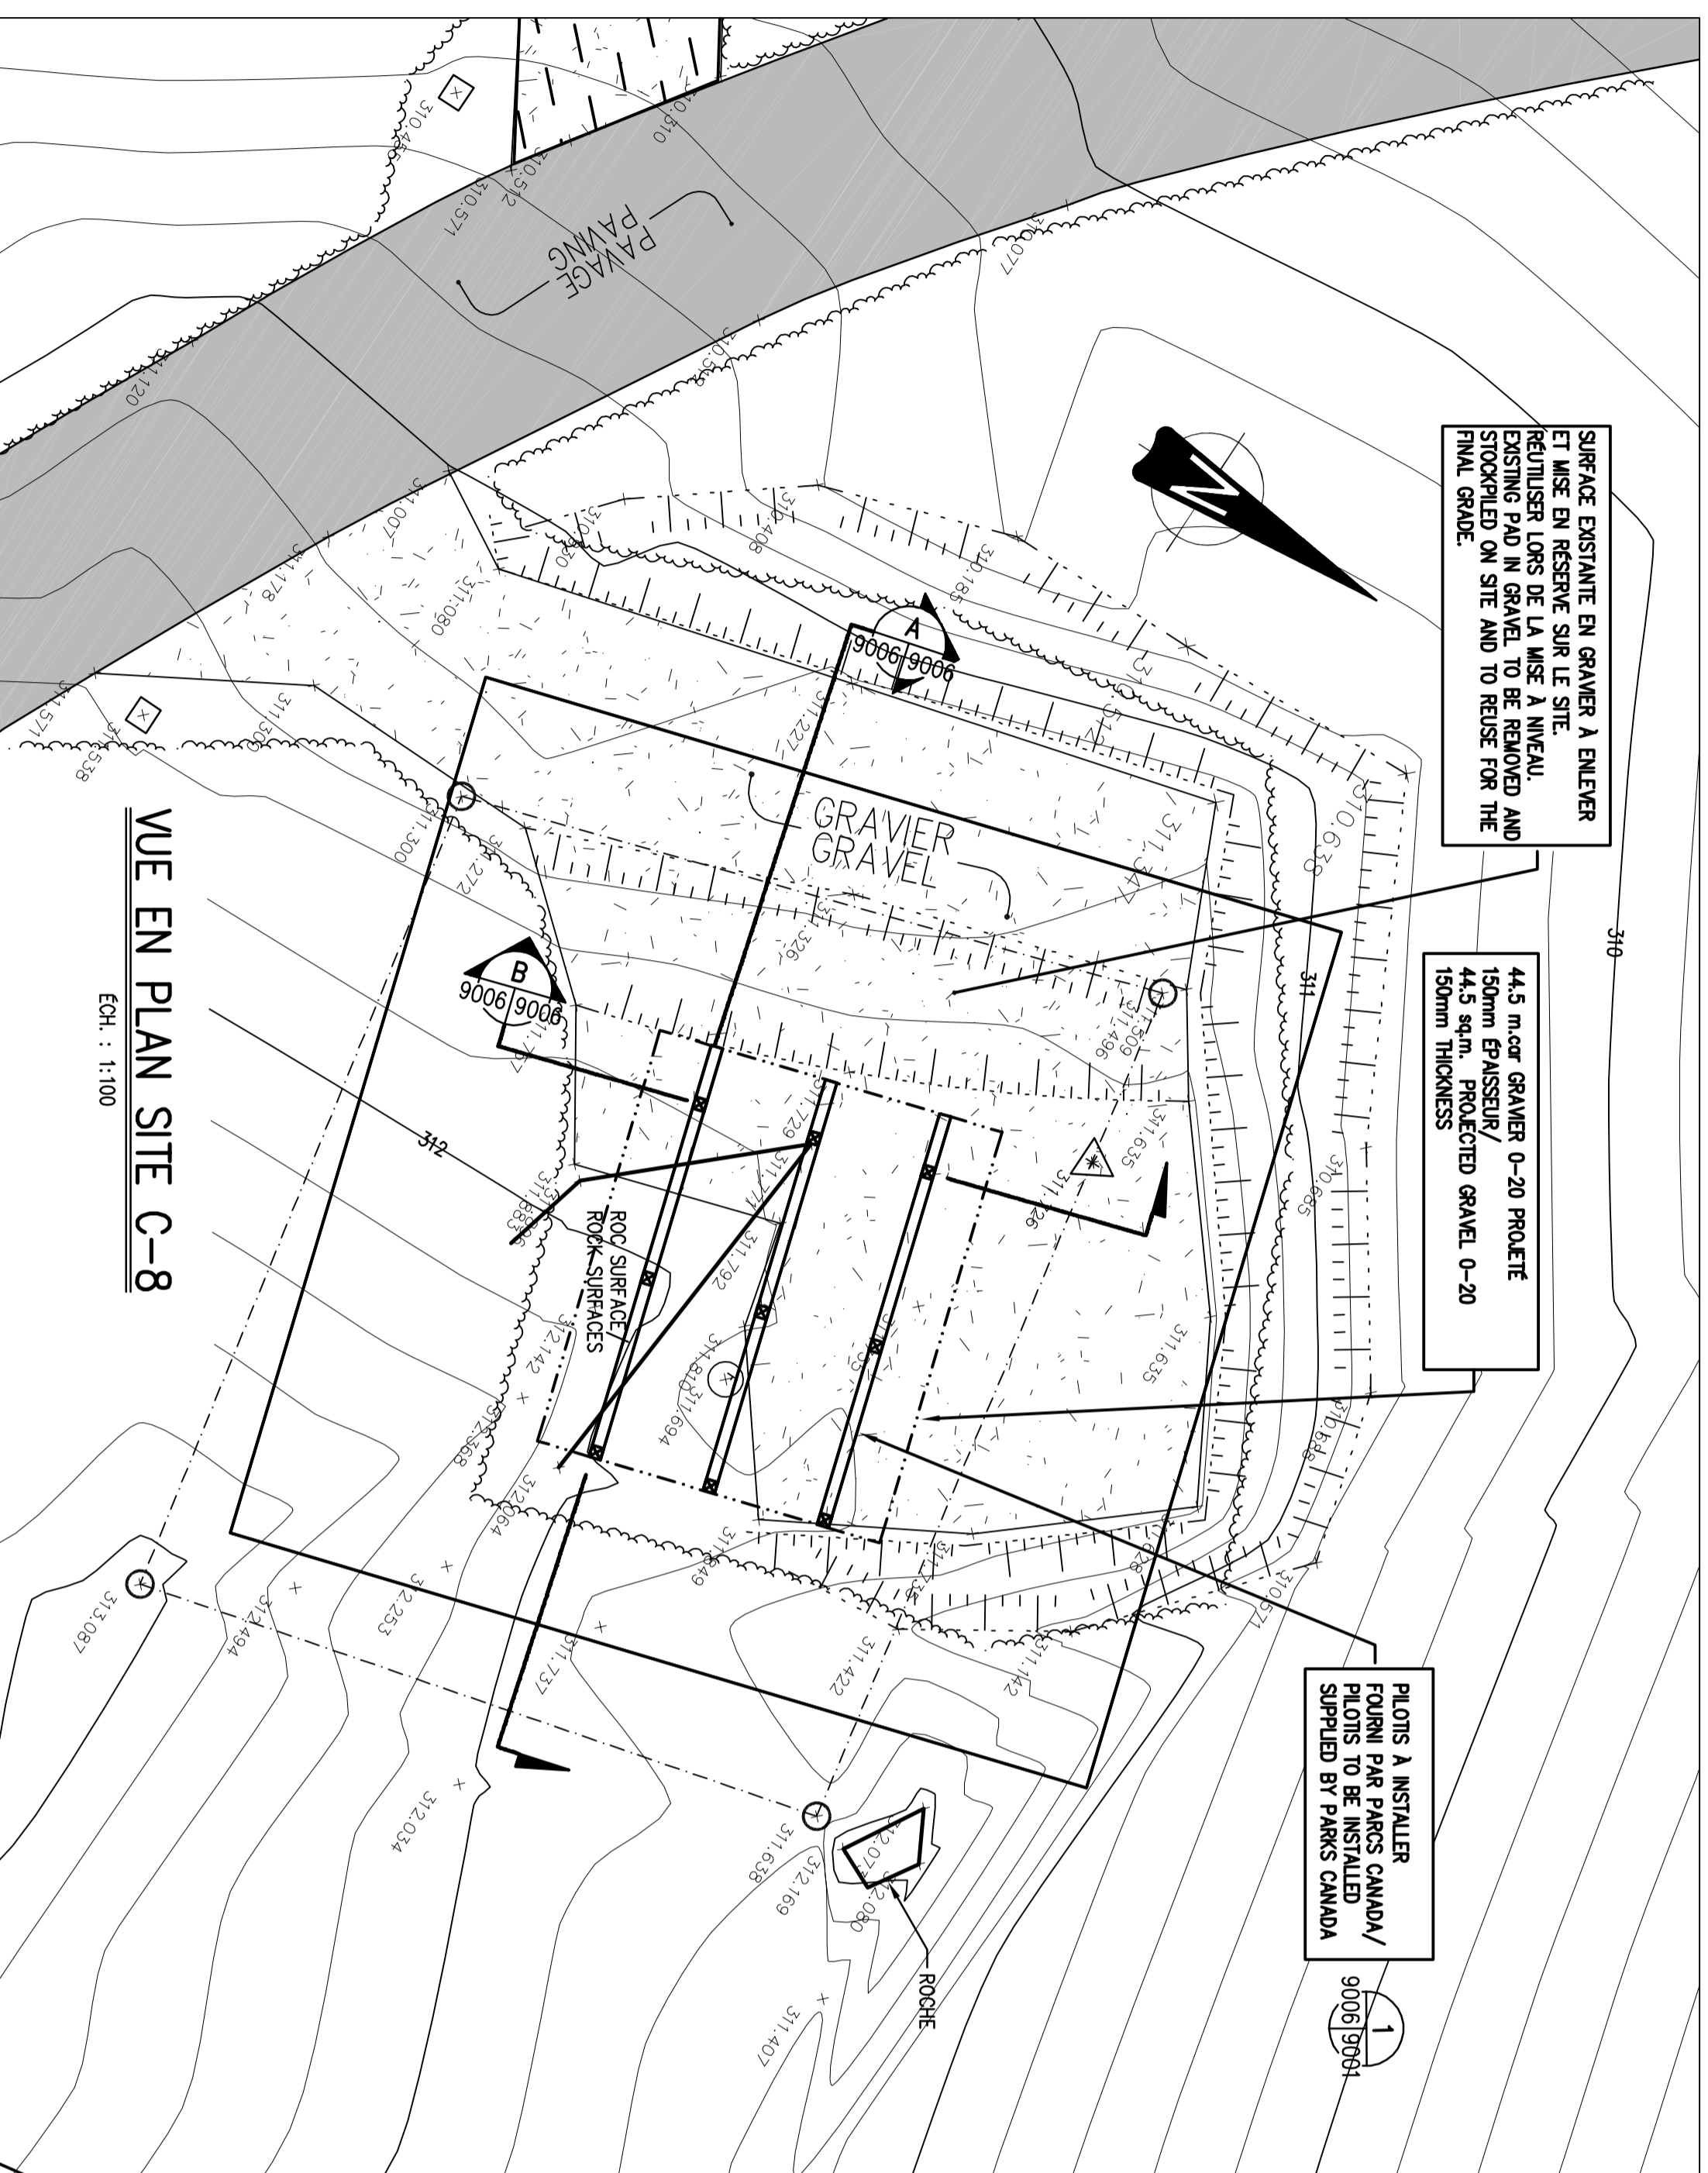 SURFACE EXISTANTE EN GRAVIER À ENLEVER
ET MISE EN RÉSERVE SUR LE SITE.
RÉUTILISER LORS DE LA MISE À NIVEAU.
EXISTING PAD IN GRAVEL TO BE REMOVED AND
STOCKPILED ON SITE AND TO REUSE FOR THE
FINAL GRADE.
44.5 m.car GRAVIER 0-20 PROJETÉ
150mm ÉPAISSEUR/
44.5 sq.m. PROJECTED GRAVEL 0-20
150mm THICKNESS
PILOTIS À INSTALLER
FOURNI PAR PARCS CANADA/
PILOTIS TO BE INSTALLED
SUPPLIED BY PARKS CANADA
1
9006 9001
N
310
311
312
PAVAGE
PAVING
GRAVIER
GRAVEL
A
9006 9006
B
9006 9006
ROC SURFACE/
ROCK SURFACES
ROCHE
310.455
310.310
310.512
310.571
310.077
311.120
311.007
311.178
311.080
310.408
310.185
311.571
311.300
311.272
311.227
311.347
311.326
310.638
311.509
311.496
311.635
311.726
310.685
311.729
311.771
311.792
311.810
311.694
311.635
310.688
312.142
312.368
312.064
312.253
312.494
313.087
311.849
311.737
312.034
311.422
311.142
310.571
311.638
312.169
312.080
311.407
VUE EN PLAN SITE C-8
ÉCH. : 1:100